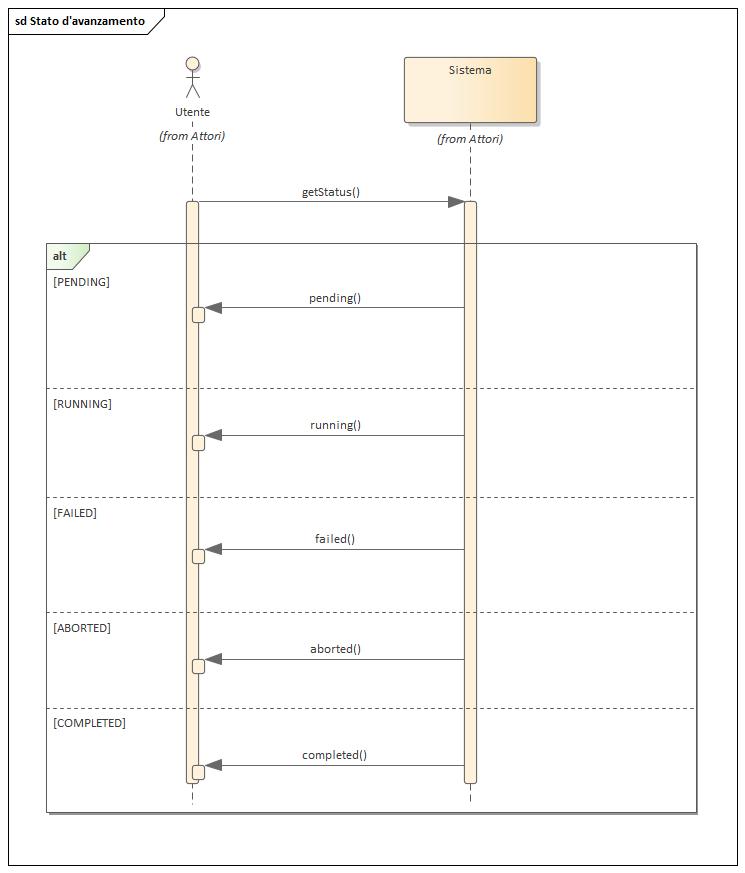 sd Stato d'avanzamento
Sistema
Utente
(from Attori)
(from Attori)
getStatus()
alt
[PENDING]
pending()
[RUNNING]
running()
[FAILED]
failed()
[ABORTED]
aborted()
[COMPLETED]
completed()